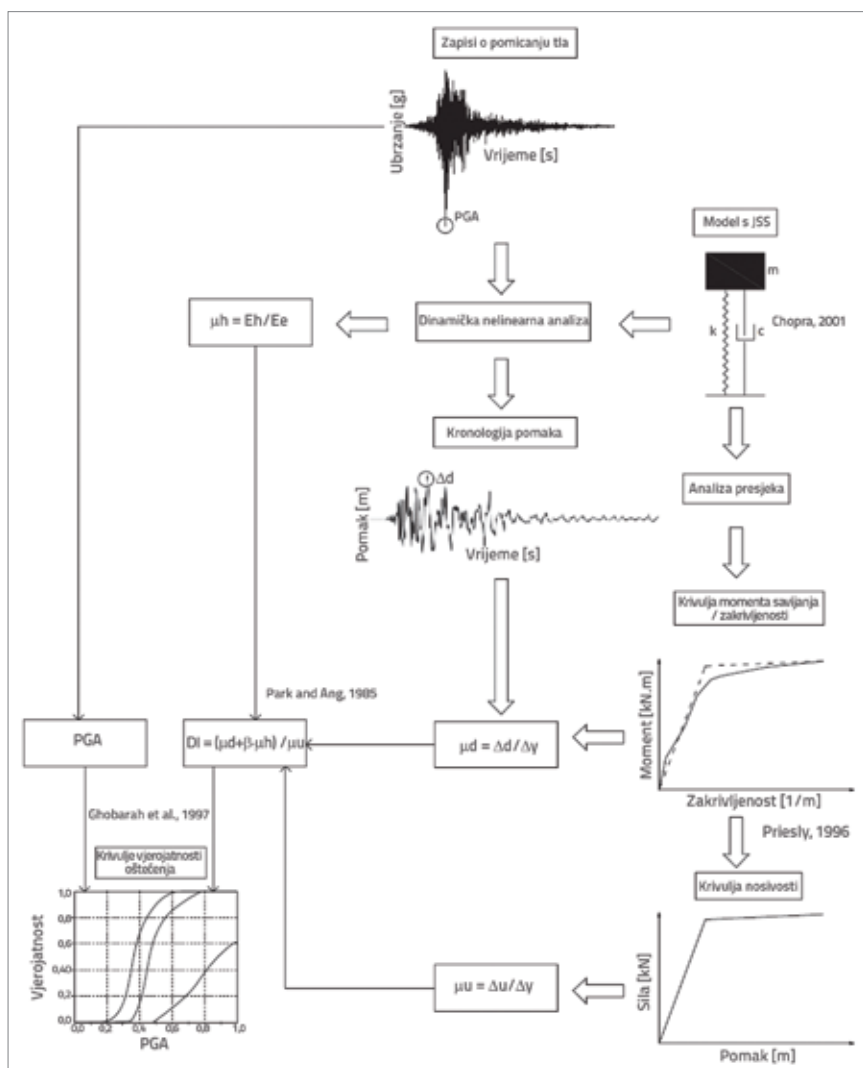 Zapisi o pomicanju tla
Ubrzanje [g]
Vrijeme [s]
PGA
Model s JSS
m
k
c
Chopra, 2001
μh = Eh/Ee
Dinamička nelinearna analiza
Kronologija pomaka
Δd
Pomak [m]
Vrijeme [s]
Analiza presjeka
Krivulja momenta savijanja
/ zakrivljenosti
Park and Ang, 1985
PGA
DI = (μd+β·μh) /μu
μd = Δd/Δy
Moment [kN.m]
Zakrivljenost [1/m]
Ghobarah et al., 1997
Priesly, 1996
Krivulje vjerojatnosti
oštećenja
Krivulja nosivosti
Vjerojatnost
1,0
0,8
0,6
0,40
0,2
0,0
0,0 0,2 0,4 0,6 0,8 1,0
PGA
μu = Δu/Δy
Sila [kN]
Pomak [m]